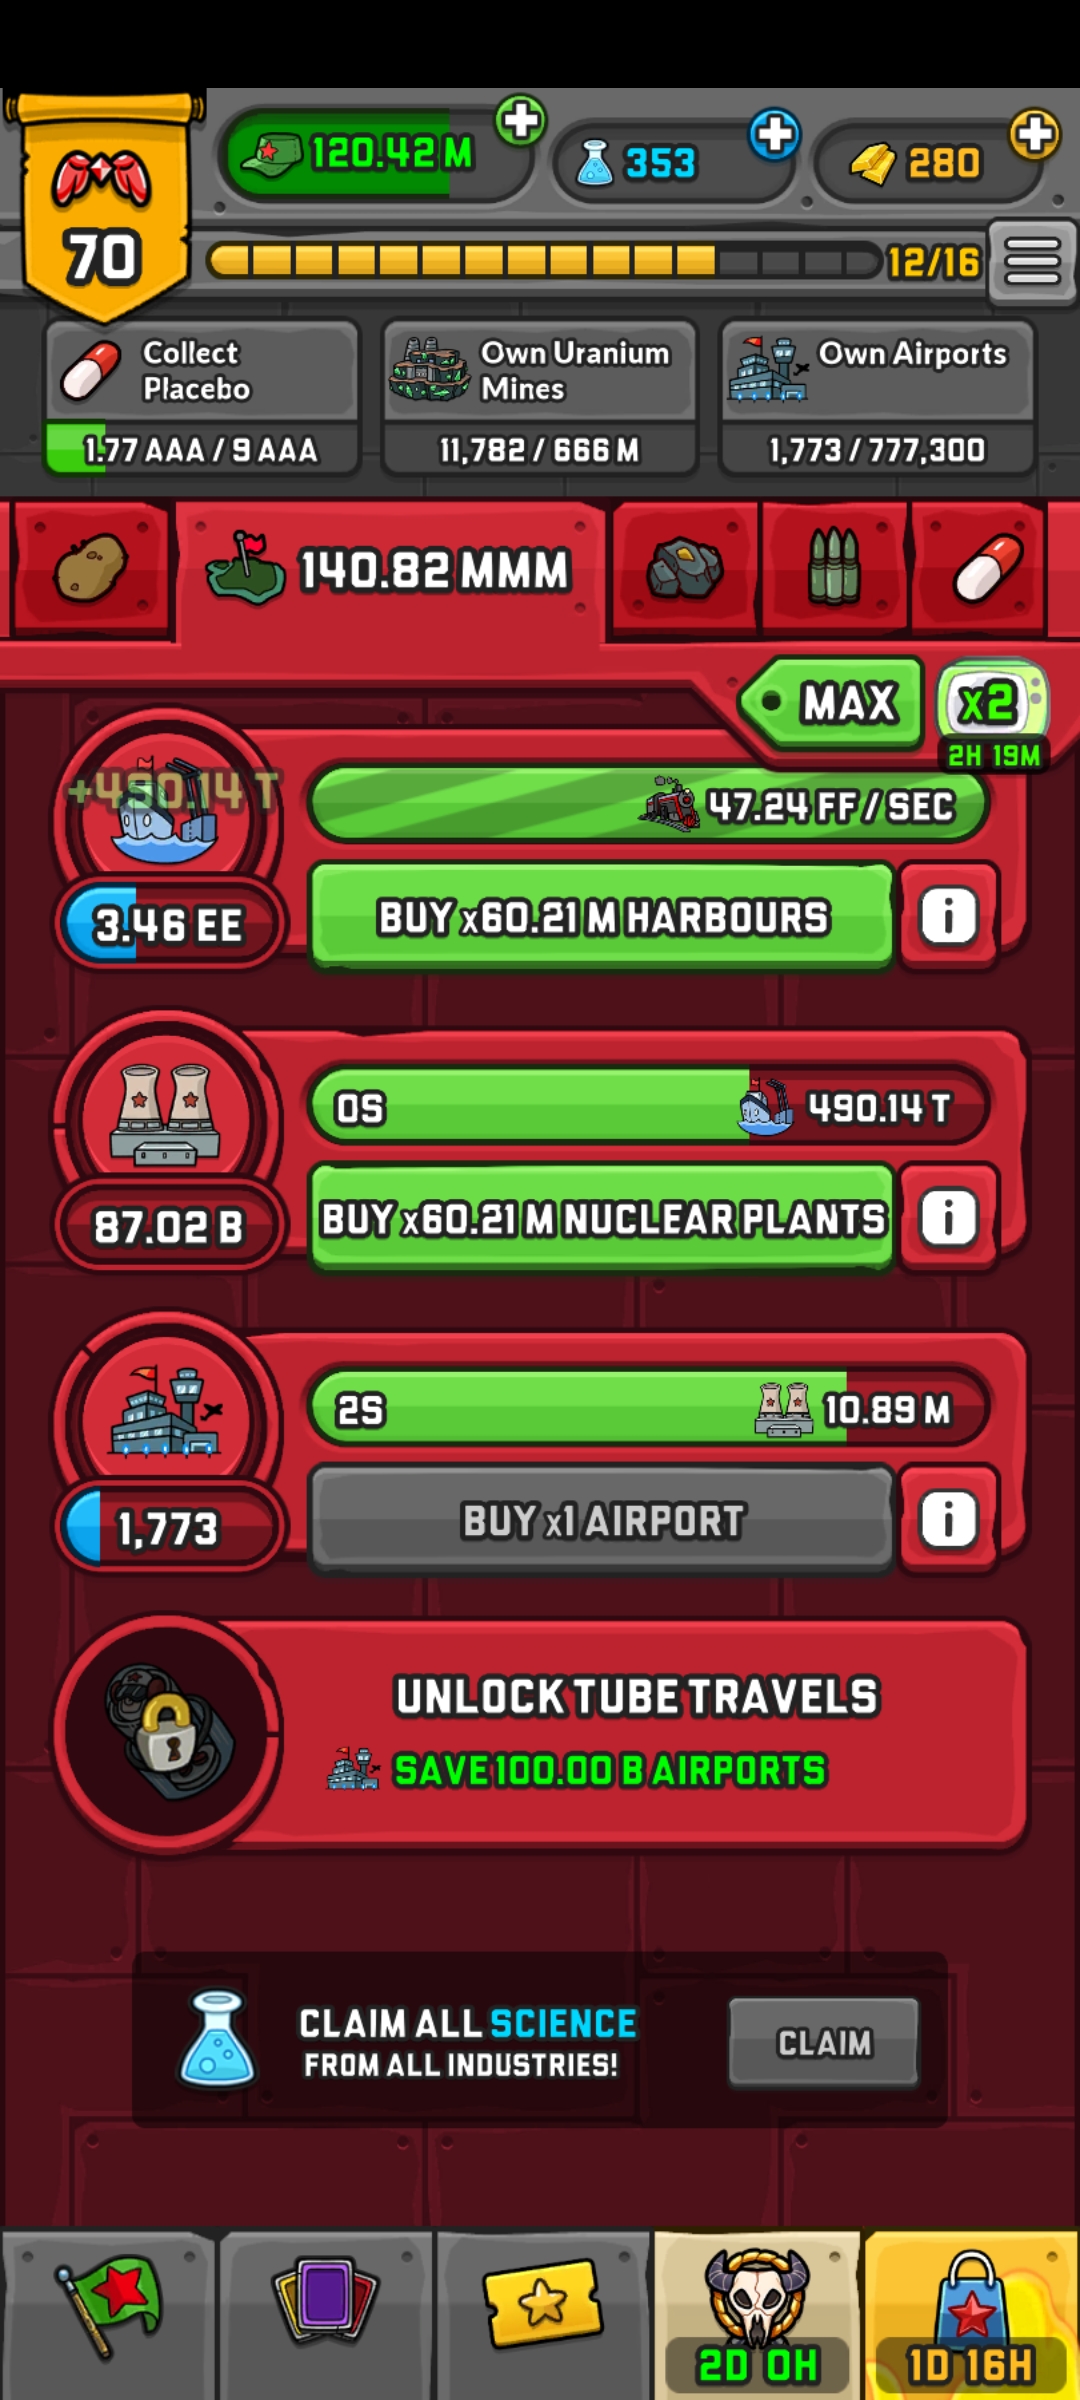 120.42 M
353
280
70
12/16
Collect
Placebo
1.77 AAA / 9 AAA
Own Uranium
Mines
11,782 / 666 M
Own Airports
1,773 / 777,300
140.82 MMM
MAX
x2
2H 19M
+490.14 T
47.24 FF / SEC
3.46 EE
BUY x60.21 M HARBOURS
i
0S
490.14 T
87.02 B
BUY x60.21 M NUCLEAR PLANTS
i
2S
10.89 M
1,773
BUY x1 AIRPORT
i
UNLOCK TUBE TRAVELS
SAVE 100.00 B AIRPORTS
CLAIM ALL SCIENCE
FROM ALL INDUSTRIES!
CLAIM
2D 0H
1D 16H